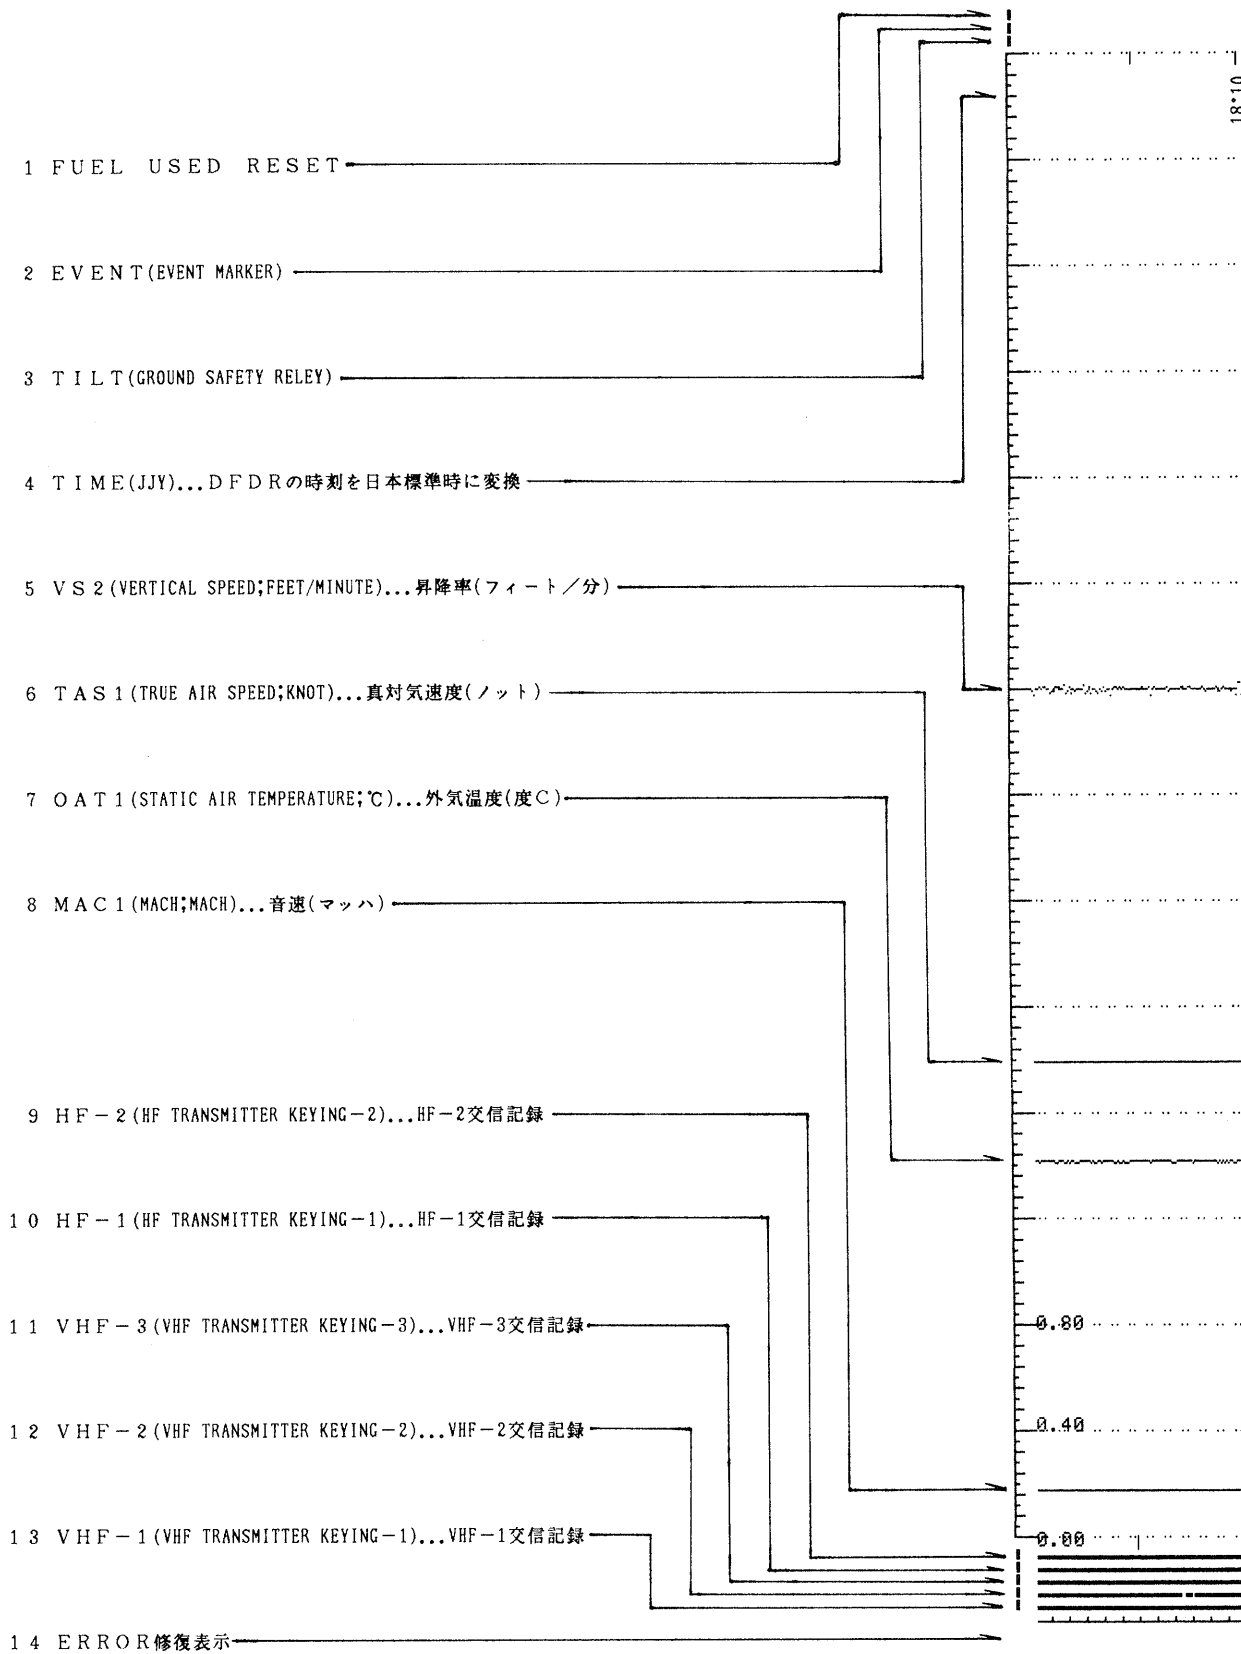 18:10
1 FUEL USED RESET
2 EVENT(EVENT MARKER)
3 TILT(GROUND SAFETY RELEY)
4 TIME(JJY)...DFDRの時刻を日本標準時に変換
5 VS2(VERTICAL SPEED;FEET/MINUTE)...昇降率(フィート/分)
6 TAS1(TRUE AIR SPEED;KNOT)...真対気速度(ノット)
7 OAT1(STATIC AIR TEMPERATURE;℃)...外気温度(度C)
8 MAC1(MACH;MACH)...音速(マッハ)
9 HF-2(HF TRANSMITTER KEYING-2)...HF-2交信記録
10 HF-1(HF TRANSMITTER KEYING-1)...HF-1交信記録
11 VHF-3(VHF TRANSMITTER KEYING-3)...VHF-3交信記録
0.80
12 VHF-2(VHF TRANSMITTER KEYING-2)...VHF-2交信記録
0.40
13 VHF-1(VHF TRANSMITTER KEYING-1)...VHF-1交信記録
0.00
14 ERROR修復表示